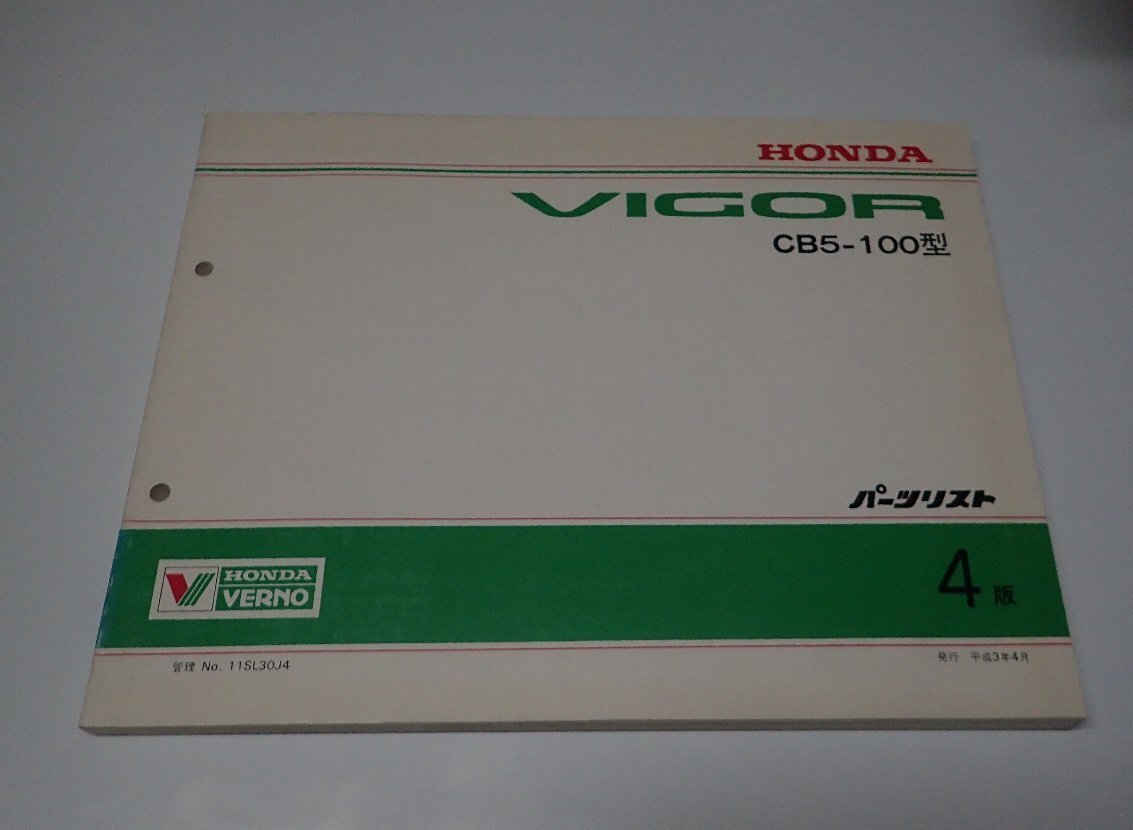 HONDA
VIGOR
CB5-100型
パーツリスト
HONDA
VERNO
4版
管理 No. 11SL30J4
発行 平成3年4月